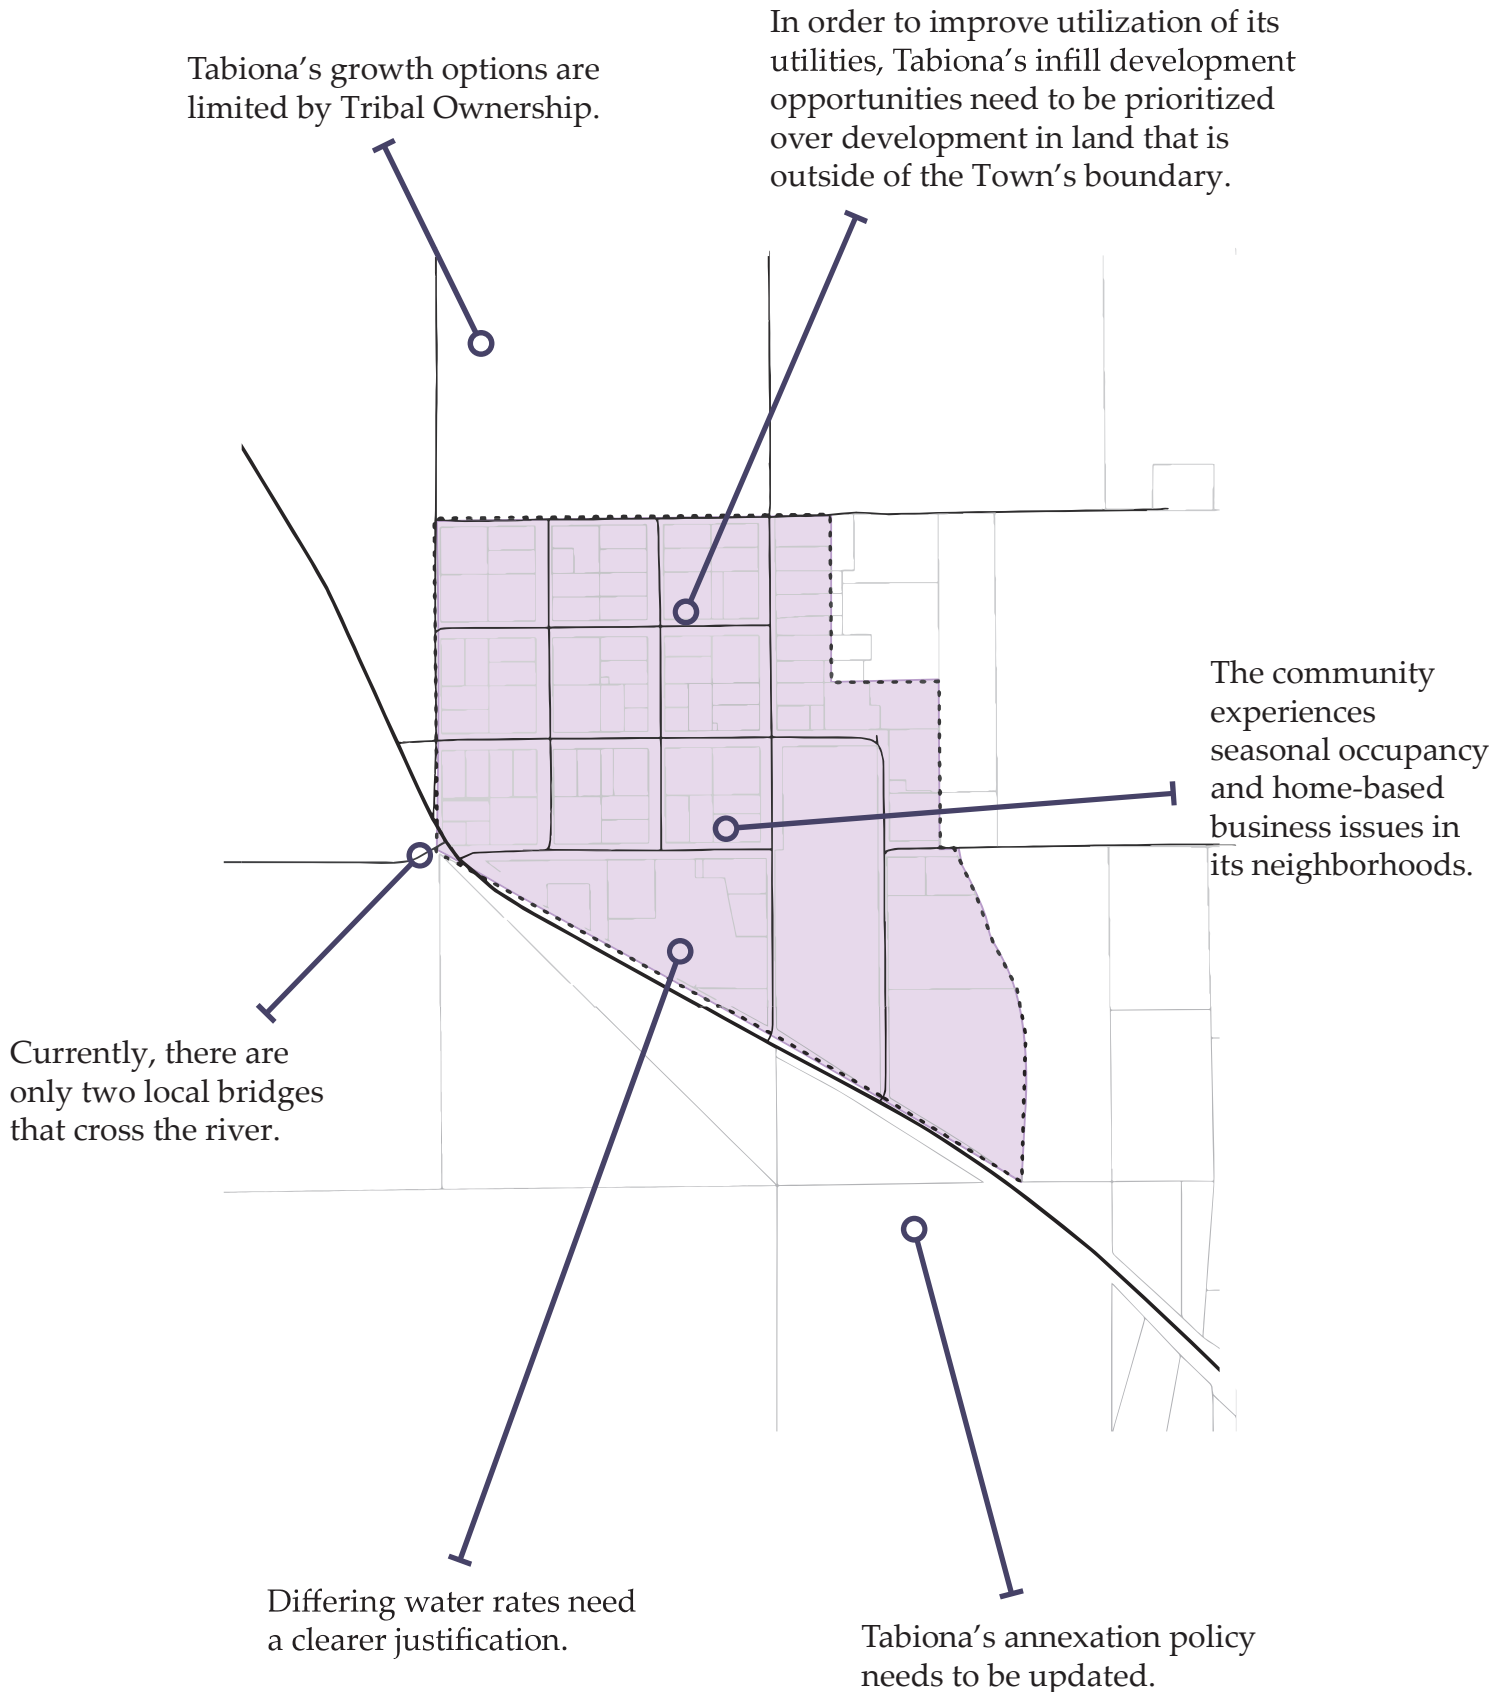 Tabiona’s growth options are
limited by Tribal Ownership.
In order to improve utilization of its
utilities, Tabiona’s infill development
opportunities need to be prioritized
over development in land that is
outside of the Town’s boundary.
The community
experiences
seasonal occupancy
and home-based
business issues in
its neighborhoods.
Currently, there are
only two local bridges
that cross the river.
Differing water rates need
a clearer justification.
Tabiona’s annexation policy
needs to be updated.